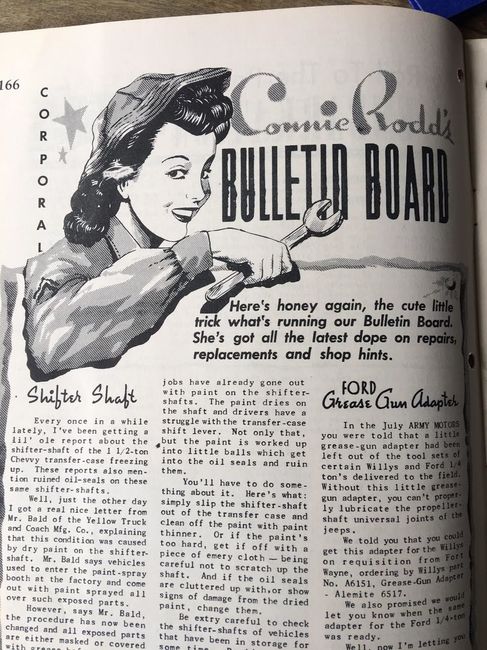 166
CORPORAL
Connie Rodd's
BULLETIN BOARD
Here's honey again, the cute little
trick what's running our Bulletin Board.
She's got all the latest dope on repairs,
replacements and shop hints.
Shifter Shaft
Every once in a while
lately, I've been getting a
lil' ole report about the
shifter-shaft of the 1 1/2-ton
Chevy transfer-case freezing
up. These reports also men-
tion ruined oil-seals on these
same shifter-shafts.
Well, just the other day
I got a real nice letter from
Mr. Bald of the Yellow Truck
and Coach Mfg. Co., explaining
that this condition was caused
by dry paint on the shifter-
shaft. Mr. Bald says vehicles
used to enter the paint-spray
booth at the factory and come
out with paint sprayed all
over such exposed parts.
However, says Mr. Bald,
the procedure has now been
changed and all exposed parts
are either masked or covered
with grease
jobs have already gone out
with paint on the shifter-
shafts. The paint dries on
the shaft and drivers have a
struggle with the transfer-case
shift lever. Not only that,
but the paint is worked up
into little balls which get
into the oil seals and ruin
them.
You'll have to do some-
thing about it. Here's what:
simply slip the shifter-shaft
out of the transfer case and
clean off the paint with paint
thinner. Or if the paint's
too hard, get if off with a
piece of emery cloth — being
careful not to scratch up the
shaft. And if the oil seals
are cluttered up with,or show
signs of damage from the dried
paint, change them.
Be extry careful to check
the shifter-shafts of vehicles
that have been in storage for
some time.
FORD
Grease Gun Adapter
In the July ARMY MOTORS
you were told that a little
grease-gun adapter had been
left out of the tool sets of
certain Willys and Ford 1/4
ton's delivered to the field.
Without this little grease-
gun adapter, you can't proper-
ly lubricate the propeller-
shaft universal joints of the
jeeps.
We told you that you could
get this adapter for the Willys
on requisition from Fort
Wayne, ordering Willys part
No. A6151, Grease-Gun Adapter
- Alemite 6517.
We also promised we would
let you know when the same
adapter for the Ford 1/4-ton
was ready.
Well, now I'm letting you